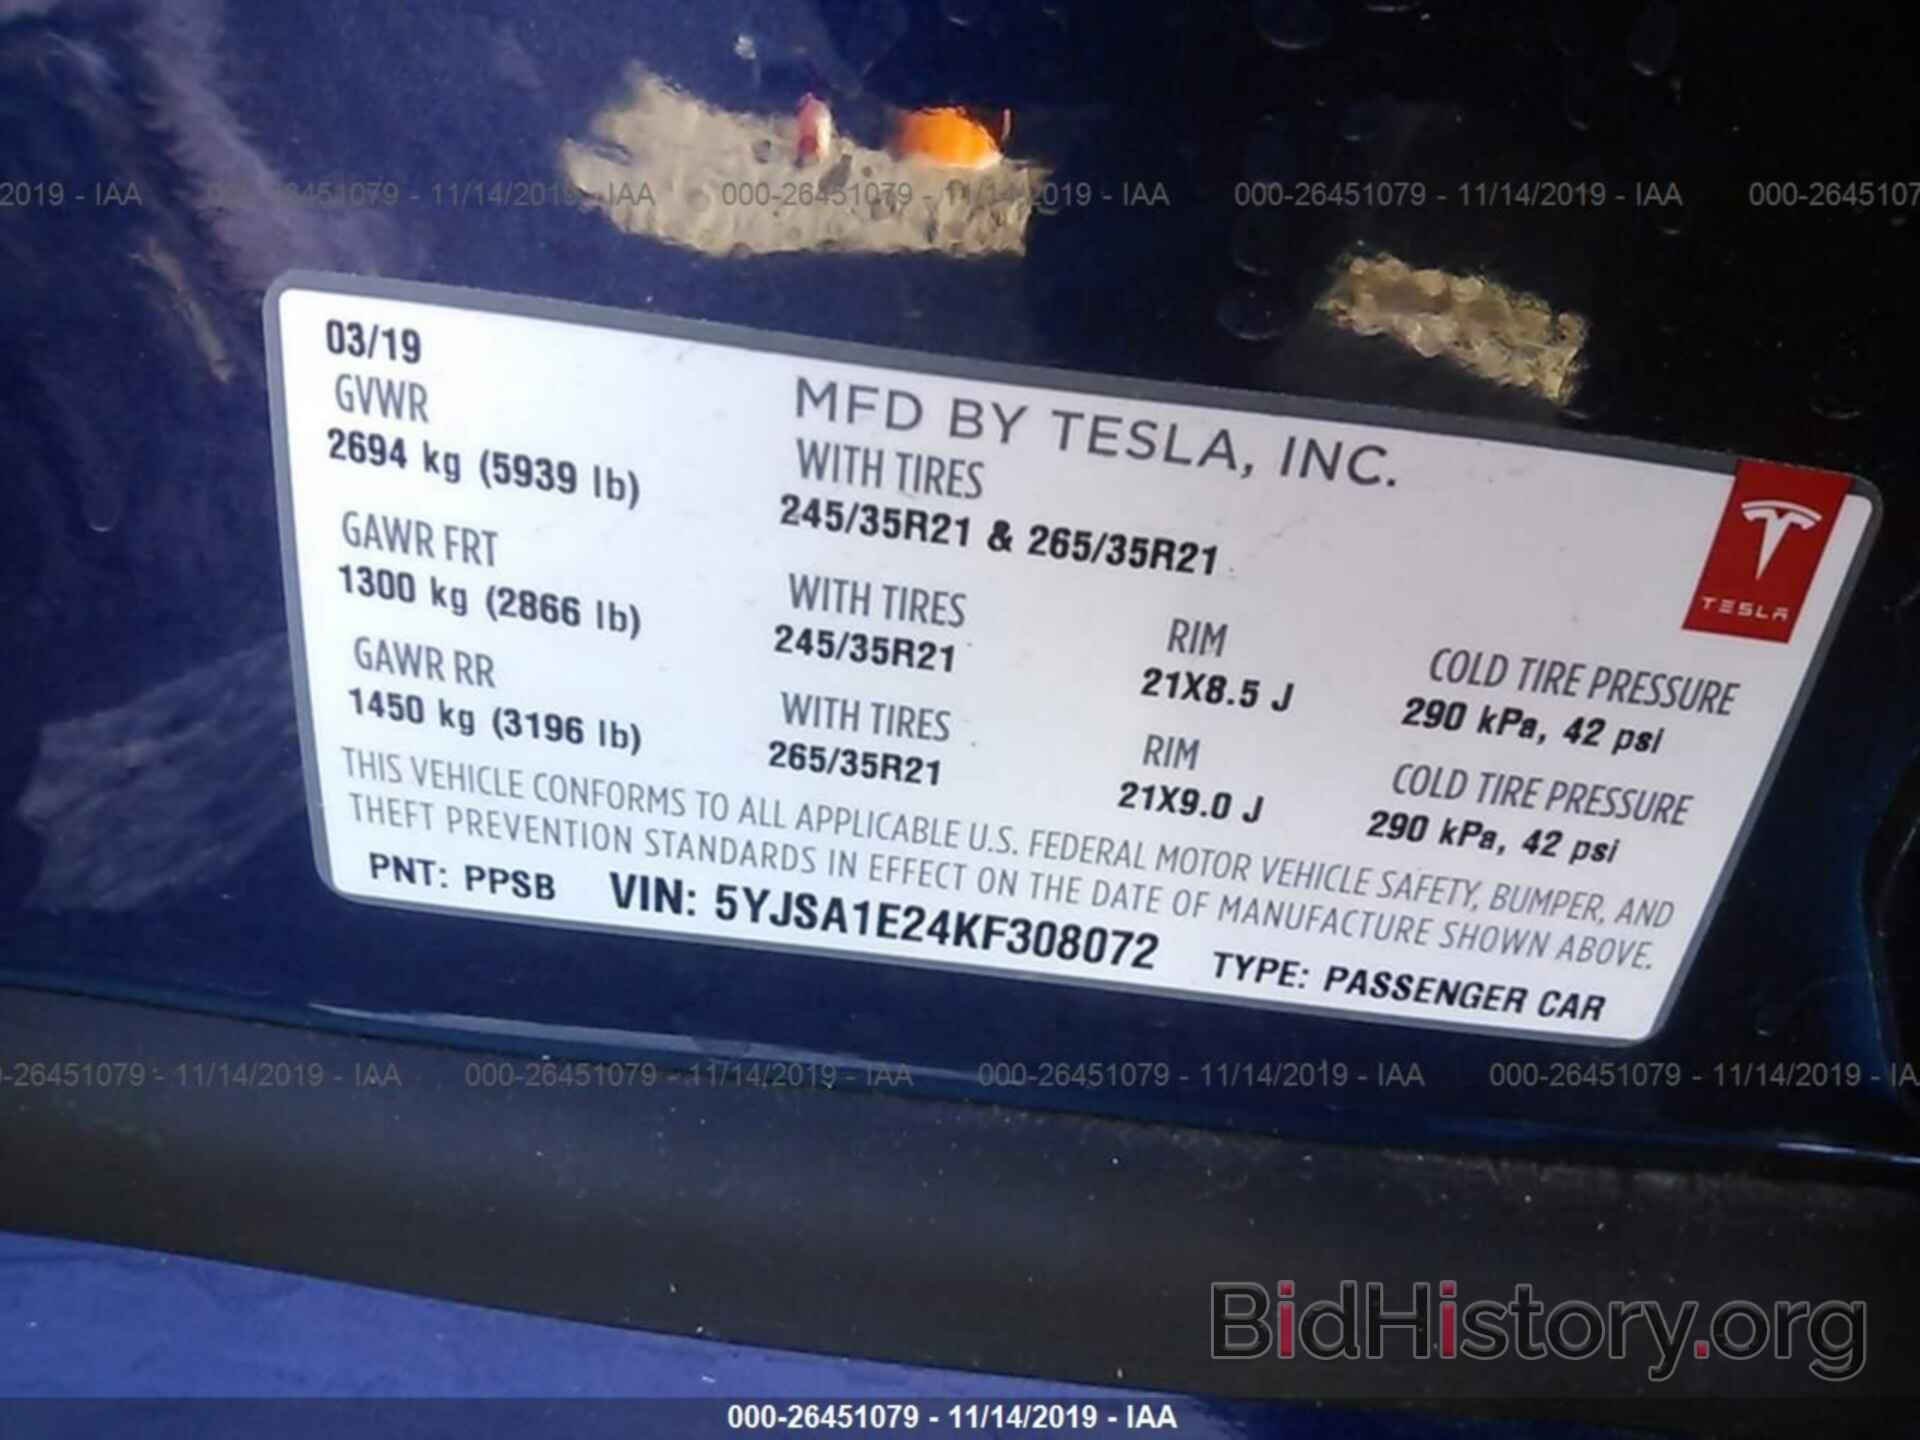 2019 - IAA 000-26451079 - 11/14/2019 - IAA 000-26451079 - 11/14/2019 - IAA 000-26451079 - 11/14/2019 - IAA 000-2645107
03/19
GVWR MFD BY TESLA, INC.
2694 kg (5939 lb) WITH TIRES
245/35R21 & 265/35R21
TESLA
GAWR FRT WITH TIRES RIM COLD TIRE PRESSURE
1300 kg (2866 lb) 245/35R21 21X8.5 J 290 kPa, 42 psi
GAWR RR WITH TIRES RIM COLD TIRE PRESSURE
1450 kg (3196 lb) 265/35R21 21X9.0 J 290 kPa, 42 psi
THIS VEHICLE CONFORMS TO ALL APPLICABLE U.S. FEDERAL MOTOR VEHICLE SAFETY, BUMPER, AND
THEFT PREVENTION STANDARDS IN EFFECT ON THE DATE OF MANUFACTURE SHOWN ABOVE.
PNT: PPSB VIN: 5YJSA1E24KF308072 TYPE: PASSENGER CAR
-26451079 - 11/14/2019 - IAA 000-26451079 - 11/14/2019 - IAA 000-26451079 - 11/14/2019 - IAA 000-26451079 - 11/14/2019 - IA
BidHistory.org
000-26451079 - 11/14/2019 - IAA